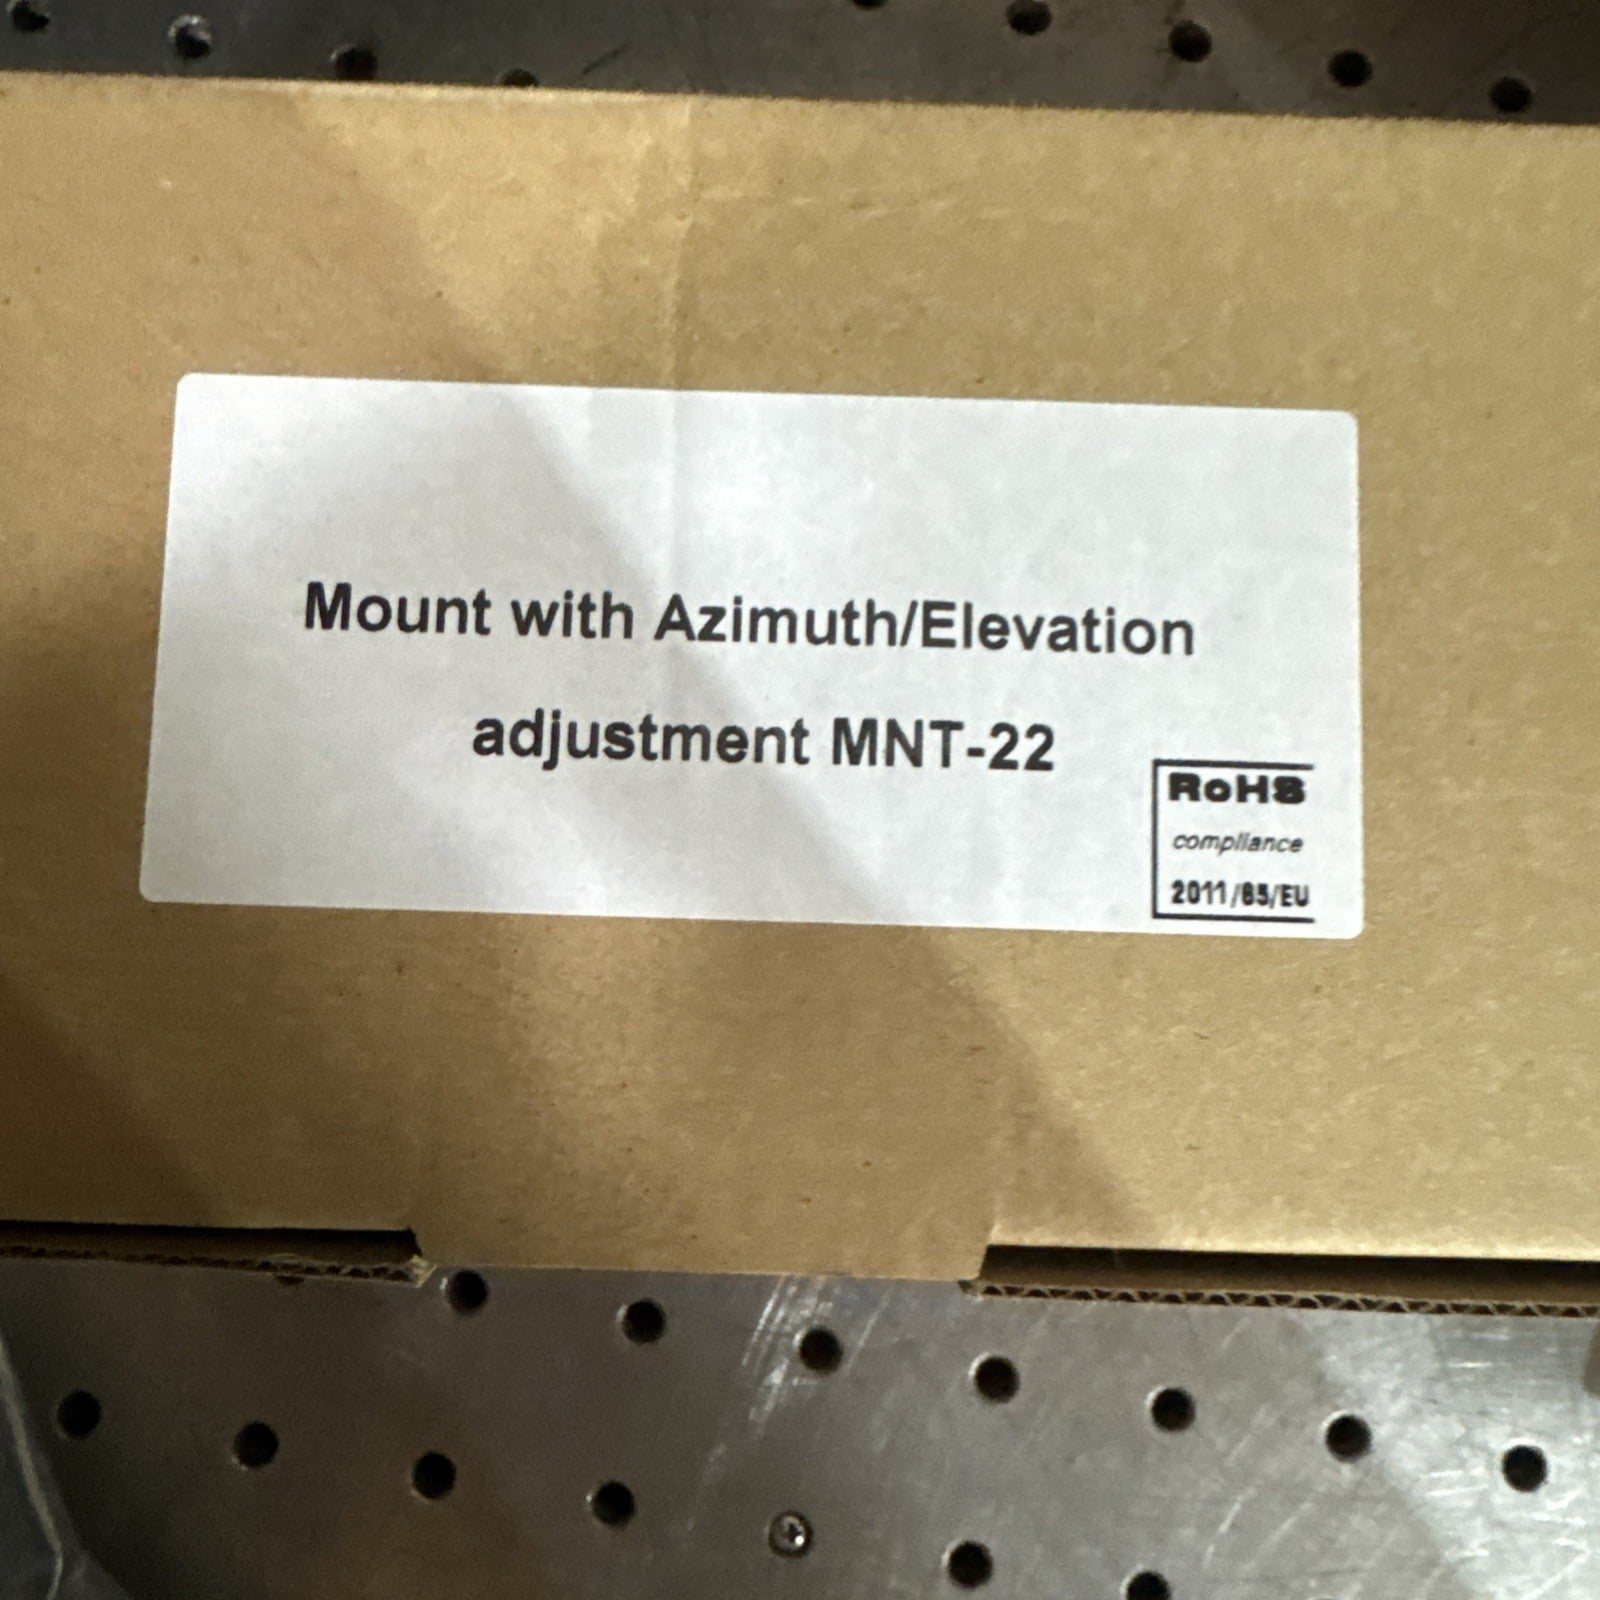 Mount with Azimuth/Elevation
adjustment MNT-22
RoHS
compliance
2011/65/EU